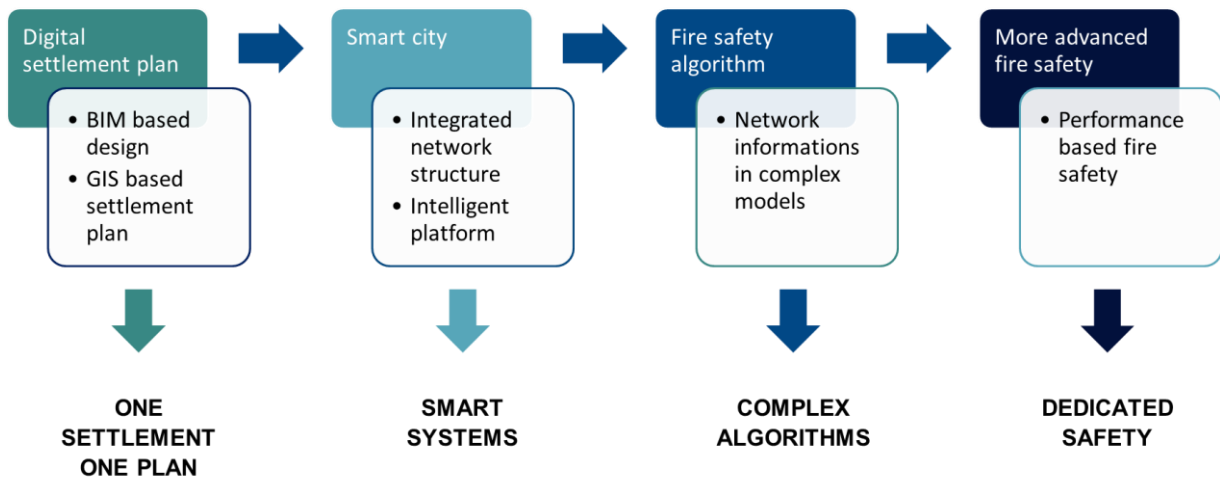 Digital
settlement plan
• BIM based
design
• GIS based
settlement
plan
ONE
SETTLEMENT
ONE PLAN
Smart city
• Integrated
network
structure
• Intelligent
platform
SMART
SYSTEMS
Fire safety
algorithm
• Network
informations
in complex
models
COMPLEX
ALGORITHMS
More advanced
fire safety
• Performance
based fire
safety
DEDICATED
SAFETY